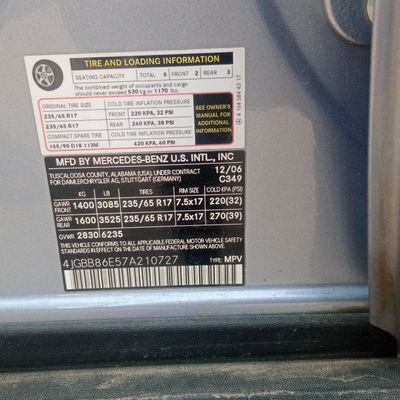 TIRE AND LOADING INFORMATION
SEATING CAPACITY TOTAL 5 FRONT 2 REAR 3
The combined weight of occupants and cargo
should never exceed 530 kg or 1170 lbs.
ORIGINAL TIRE SIZE COLD TIRE INFLATION PRESSURE
235/65 R17 FRONT 220 KPA, 32 PSI
235/65 R17 REAR 260 KPA, 38 PSI
COMPACT SPARE TIRE COLD TIRE INFLATION PRESSURE
155/90 D18 113M 420 KPA, 60 PSI
SEE OWNER'S
MANUAL FOR
ADDITIONAL
INFORMATION
A 164 584 43 17
MFD BY MERCEDES-BENZ U.S. INTL., INC
TUSCALOOSA COUNTY, ALABAMA (USA), UNDER CONTRACT
FOR DAIMLERCHRYSLER AG, STUTTGART (GERMANY)
12/06
C349
KG LB TIRES RIM SIZE COLD KPA (PSI)
GAWR FRONT 1400 3085 235/65 R17 7.5x17 220(32)
GAWR REAR 1600 3525 235/65 R17 7.5x17 270(39)
GVWR 2830 6235
THIS VEHICLE CONFORMS TO ALL APPLICABLE FEDERAL MOTOR VEHICLE SAFETY
STANDARDS IN EFFECT ON THE DATE OF MANUFACTURE SHOWN ABOVE.
4JGBB86E57A210727 TYPE: MPV